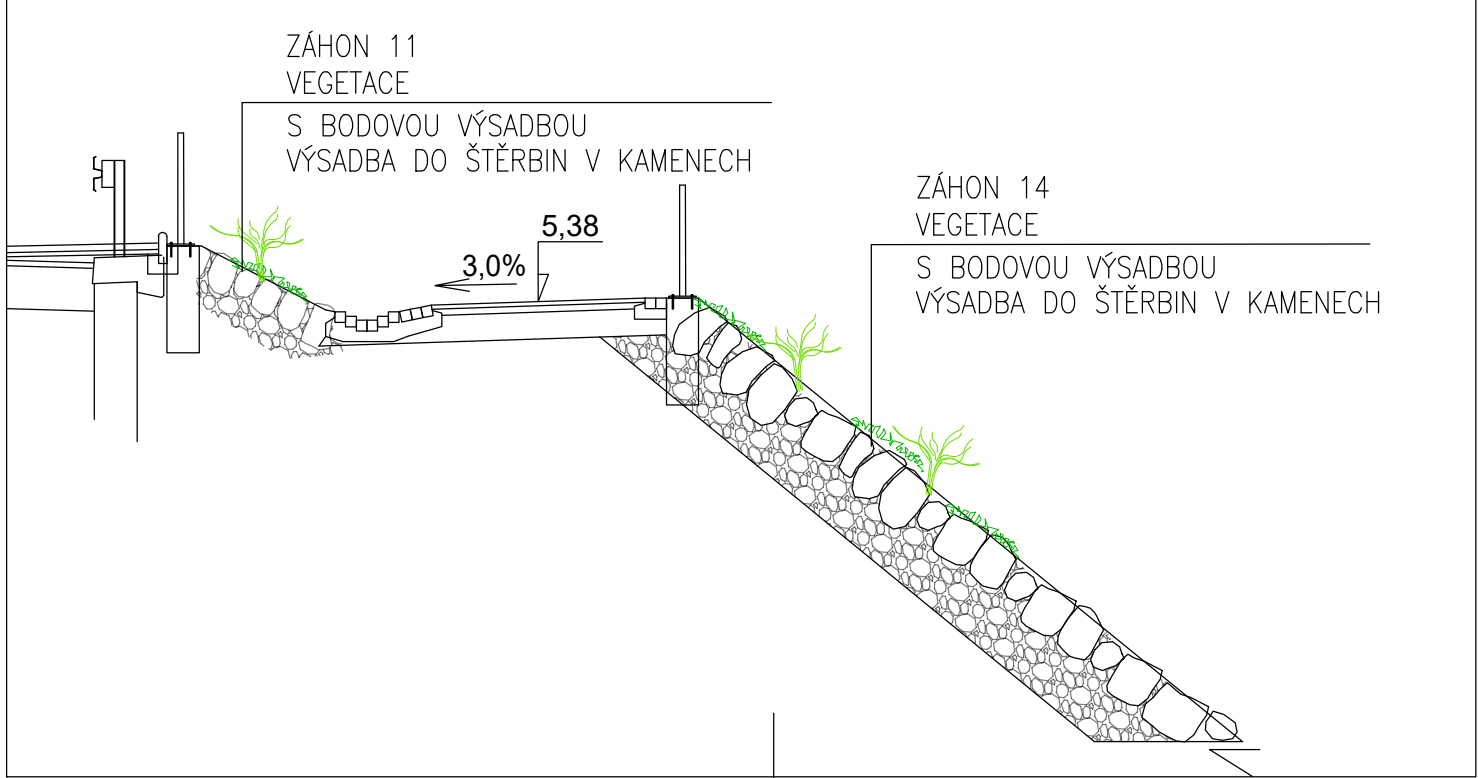 ZÁHON 11
VEGETACE
S BODOVOU VÝSADBOU
VÝSADBA DO ŠTĚRBIN V KAMENECH
ZÁHON 14
VEGETACE
S BODOVOU VÝSADBOU
VÝSADBA DO ŠTĚRBIN V KAMENECH
5,38
3,0%